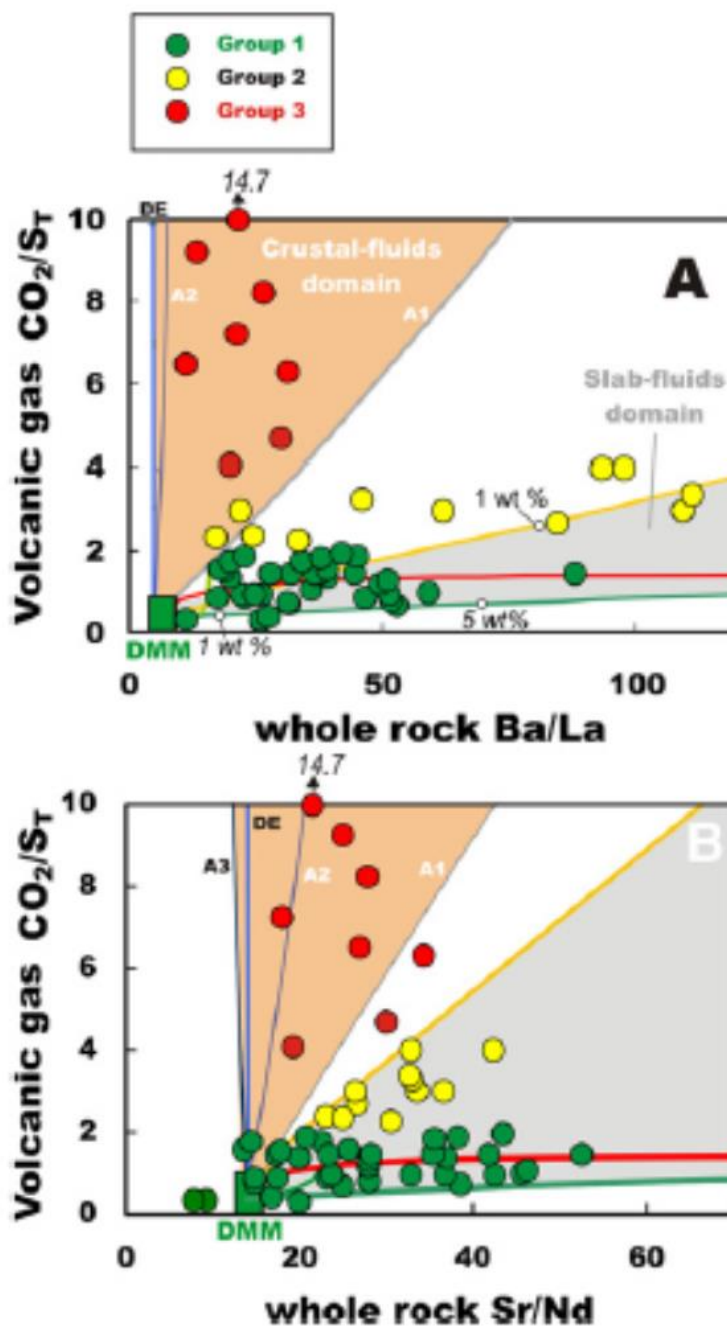 Group 1
Group 2
Group 3
14.7
DE
10
Crustal-fluids
domain
A
A2
A1
8
Slab-fluids
domain
6
4
1 wt %
2
0
5 wt%
DMM
1 wt %
0
50
100
Volcanic gas CO₂/S_T
whole rock Ba/La
14.7
10
DE
B
A3
A2
A1
8
6
4
2
0
DMM
0
20
40
60
Volcanic gas CO₂/S_T
whole rock Sr/Nd